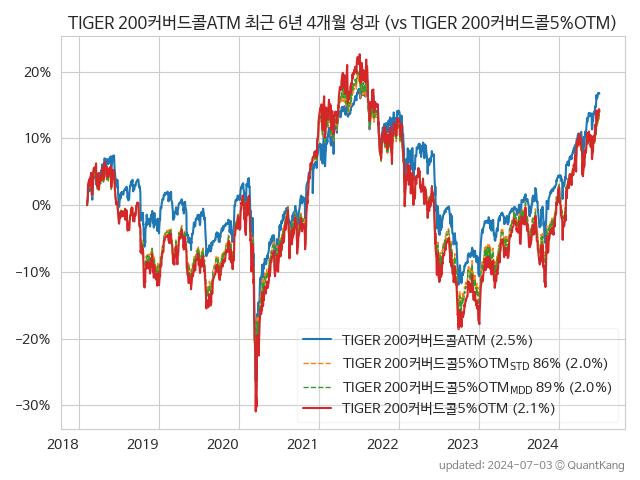 TIGER 200커버드콜ATM 최근 6년 4개월 성과 (vs TIGER 200커버드콜5%OTM)
20%
10%
0%
−10%
−20%
−30%
TIGER 200커버드콜ATM (2.5%)
TIGER 200커버드콜5%OTM_STD 86% (2.0%)
TIGER 200커버드콜5%OTM_MDD 89% (2.0%)
TIGER 200커버드콜5%OTM (2.1%)
2018 2019 2020 2021 2022 2023 2024
updated: 2024-07-03 © QuantKang